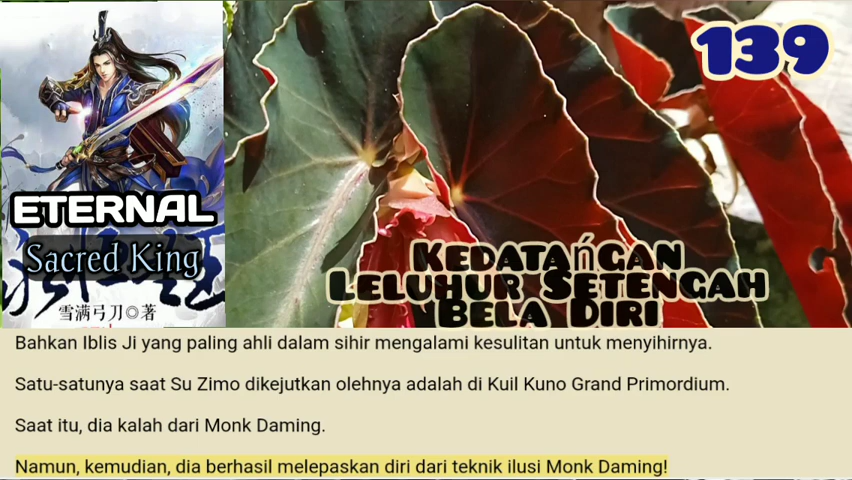 139
ETERNAL
Sacred King
雪满弓刀◎著
Kedatańgan
Leluhur Setengah
Bela Diri
Bahkan Iblis Ji yang paling ahli dalam sihir mengalami kesulitan untuk menyihirnya.
Satu-satunya saat Su Zimo dikejutkan olehnya adalah di Kuil Kuno Grand Primordium.
Saat itu, dia kalah dari Monk Daming.
Namun, kemudian, dia berhasil melepaskan diri dari teknik ilusi Monk Daming!